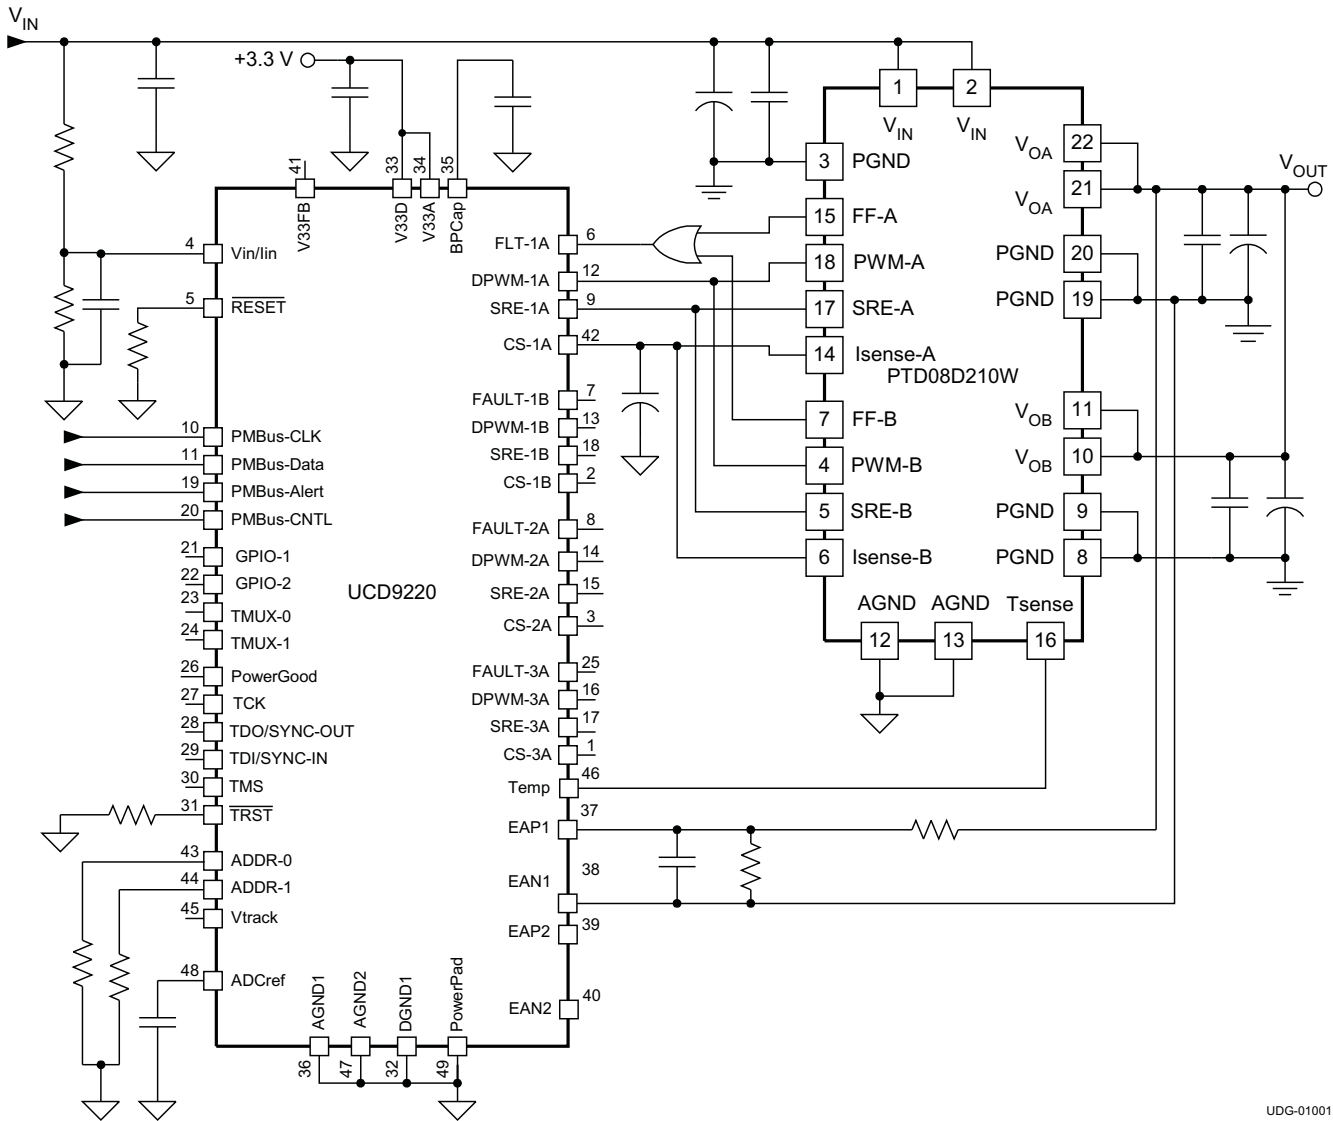 VIN
+3.3 V
41
33
34
35
V33FB
V33D
V33A
BPCap
4 Vin/Iin
5 RESET
10 PMBus-CLK
11 PMBus-Data
19 PMBus-Alert
20 PMBus-CNTL
21 GPIO-1
22 GPIO-2
23 TMUX-0
24 TMUX-1
26 PowerGood
27 TCK
28 TDO/SYNC-OUT
29 TDI/SYNC-IN
30 TMS
31 TRST
43 ADDR-0
44 ADDR-1
45 Vtrack
48 ADCref
UCD9220
FLT-1A 6
DPWM-1A 12
SRE-1A 9
CS-1A 42
FAULT-1B 7
DPWM-1B 13
SRE-1B 18
CS-1B 2
FAULT-2A 8
DPWM-2A 14
SRE-2A 15
CS-2A 3
FAULT-3A 25
DPWM-3A 16
SRE-3A 17
CS-3A 1
Temp 46
EAP1 37
EAN1 38
EAP2 39
EAN2 40
AGND1
AGND2
DGND1
PowerPad
36
47
32
49
1
2
VIN
VIN
3 PGND
15 FF-A
18 PWM-A
17 SRE-A
14 Isense-A
PTD08D210W
7 FF-B
4 PWM-B
5 SRE-B
6 Isense-B
VOA 22
VOA 21
PGND 20
PGND 19
VOB 11
VOB 10
PGND 9
PGND 8
VOUT
AGND
AGND
Tsense
12
13
16
UDG-01001